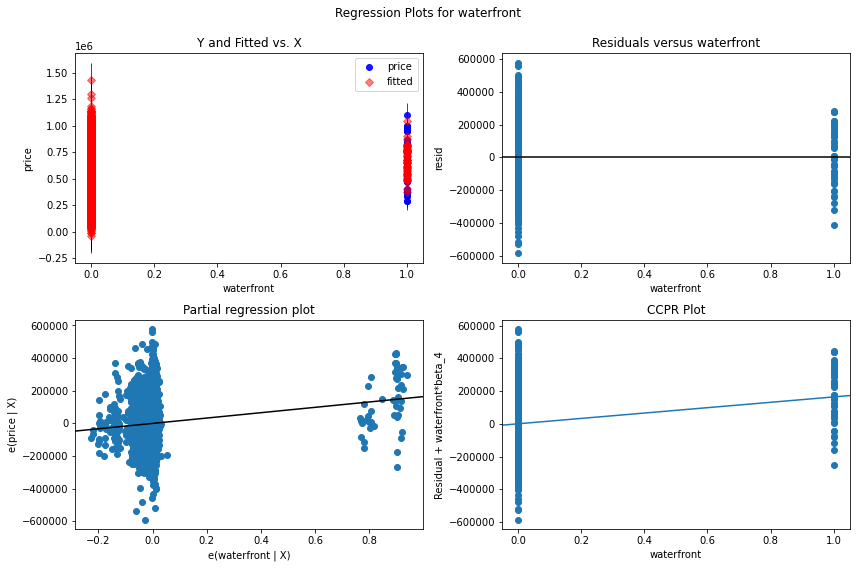 Regression Plots for waterfront
Y and Fitted vs. X
1e6
1.50
1.25
1.00
0.75
0.50
0.25
0.00
−0.25
price
0.0 0.2 0.4 0.6 0.8 1.0
waterfront
price
fitted
Residuals versus waterfront
600000
400000
200000
0
−200000
−400000
−600000
resid
0.0 0.2 0.4 0.6 0.8 1.0
waterfront
Partial regression plot
600000
400000
200000
0
−200000
−400000
−600000
e(price | X)
−0.2 0.0 0.2 0.4 0.6 0.8
e(waterfront | X)
CCPR Plot
600000
400000
200000
0
−200000
−400000
−600000
Residual + waterfront*beta_4
0.0 0.2 0.4 0.6 0.8 1.0
waterfront